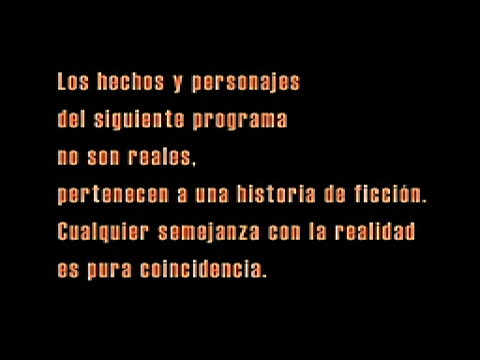 Los hechos y personajes
del siguiente programa
no son reales,
pertenecen a una historia de ficción.
Cualquier semejanza con la realidad
es pura coincidencia.